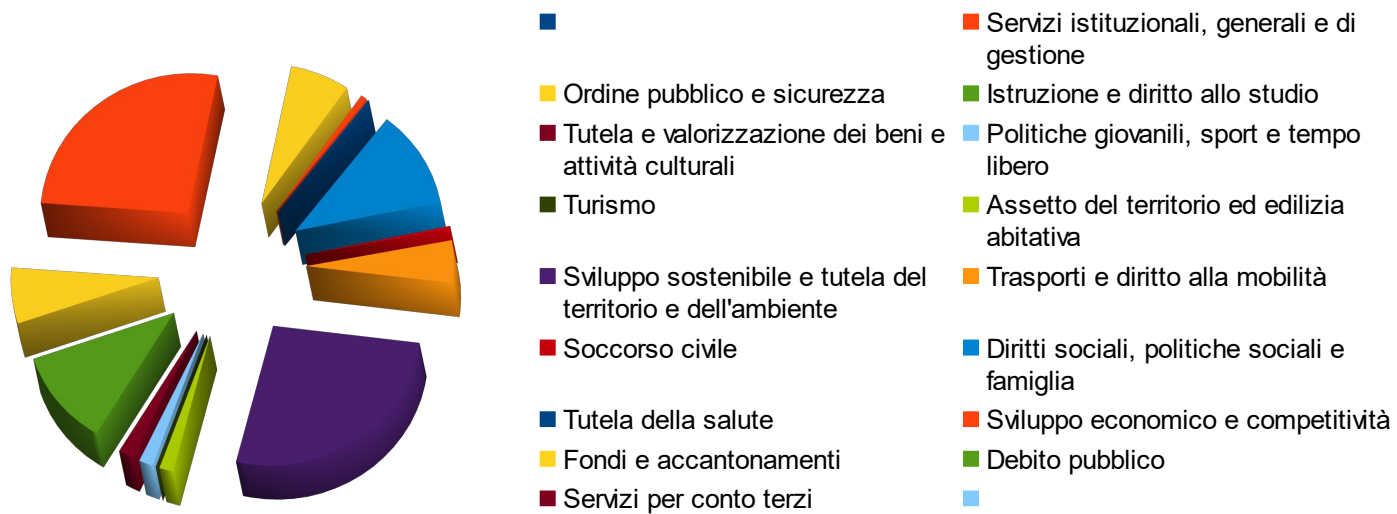 Servizi istituzionali, generali e di
gestione
Ordine pubblico e sicurezza
Istruzione e diritto allo studio
Tutela e valorizzazione dei beni e
attività culturali
Politiche giovanili, sport e tempo
libero
Turismo
Assetto del territorio ed edilizia
abitativa
Sviluppo sostenibile e tutela del
territorio e dell'ambiente
Trasporti e diritto alla mobilità
Soccorso civile
Diritti sociali, politiche sociali e
famiglia
Tutela della salute
Sviluppo economico e competitività
Fondi e accantonamenti
Debito pubblico
Servizi per conto terzi